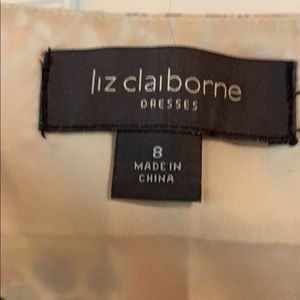 liz claiborne
DRESSES
8
MADE IN
CHINA